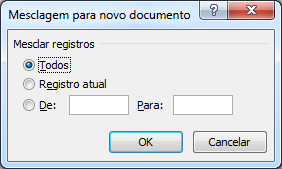 Mesclagem para novo documento
Mesclar registros
Todos
Registro atual
De: Para:
OK Cancelar